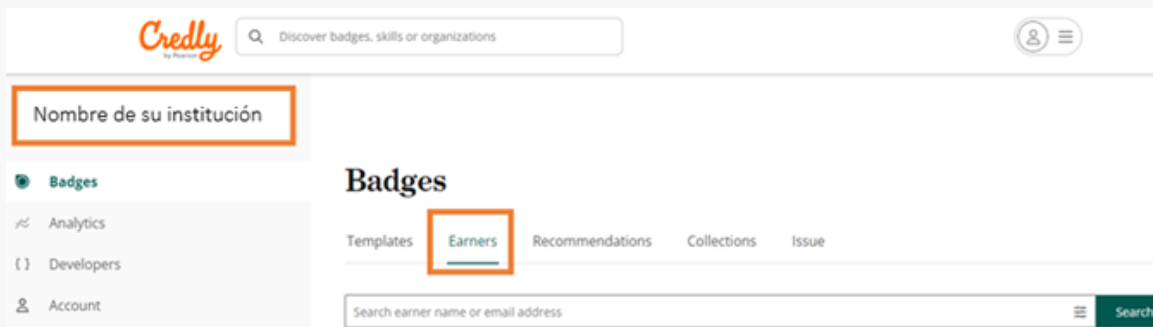 Credly
by Pearson
Discover badges, skills or organizations
Nombre de su institución
Badges
Analytics
Developers
Account
Badges
Templates Earners Recommendations Collections Issue
Search earner name or email address
Search